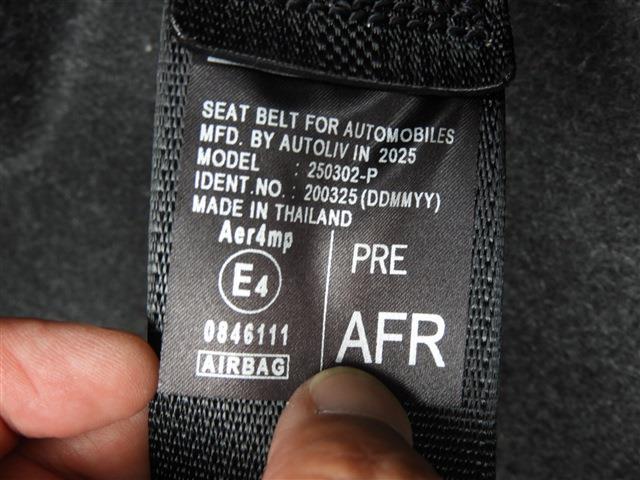 SEAT BELT FOR AUTOMOBILES
MFD. BY AUTOLIV IN 2025
MODEL : 250302-P
IDENT.NO. : 200325 (DDMMYY)
MADE IN THAILAND
Aer4mp
E4
0846111
AIRBAG
PRE
AFR